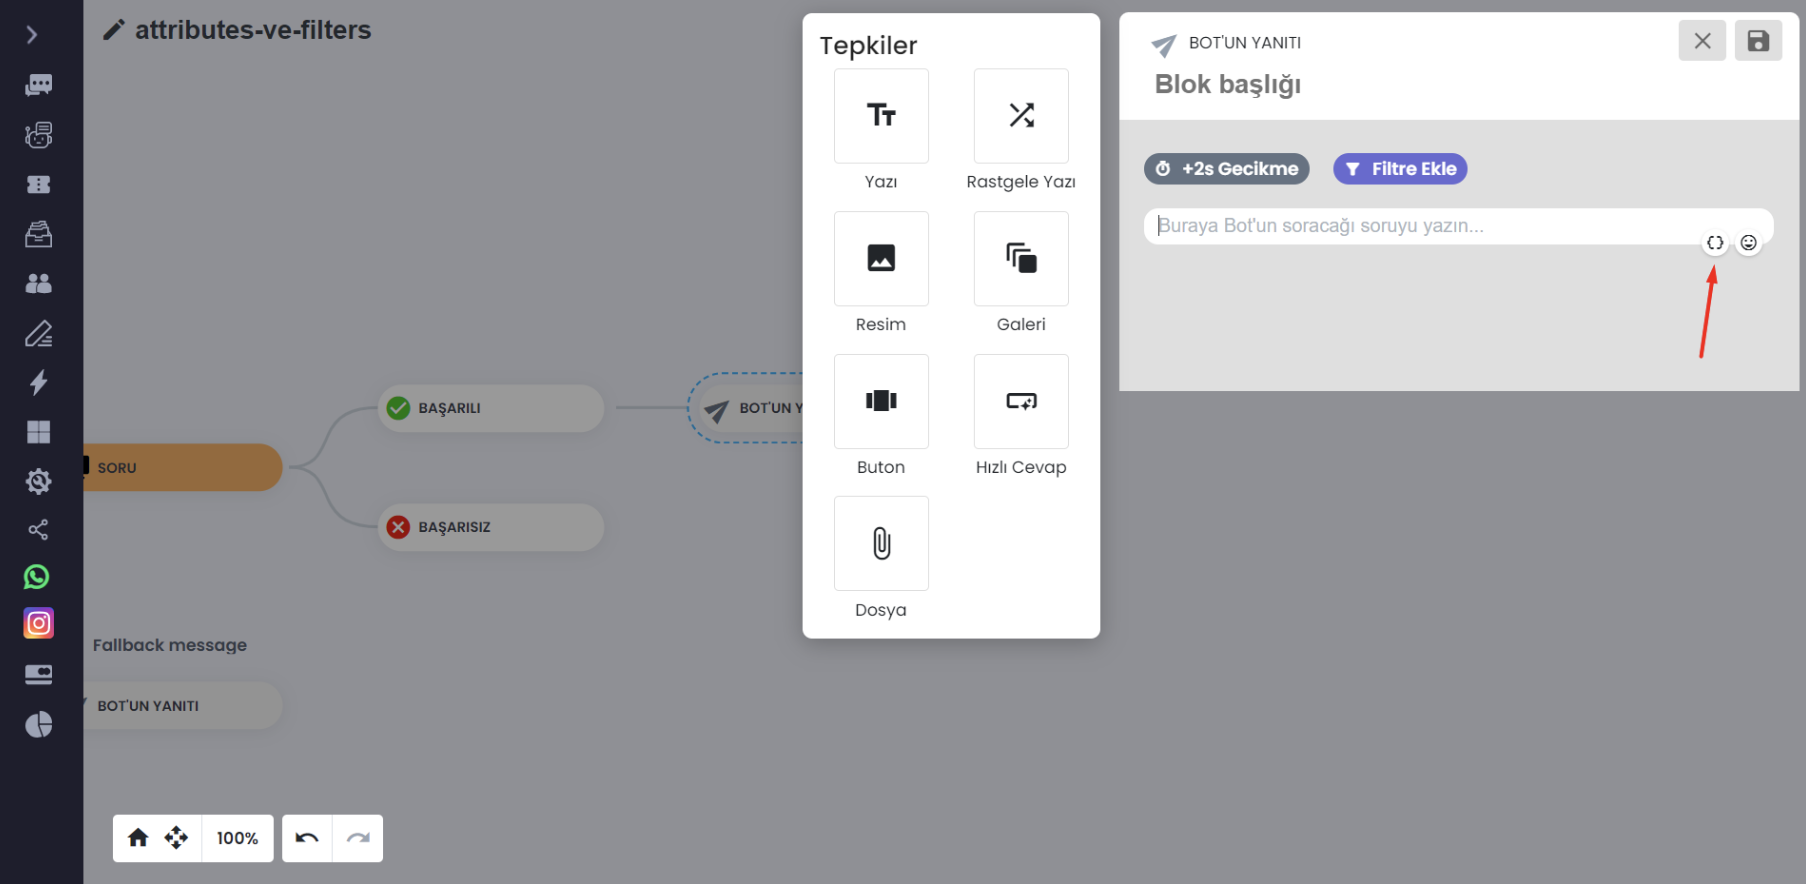 attributes-ve-filters
Tepkiler
Yazı
Rastgele Yazı
Resim
Galeri
Buton
Hızlı Cevap
Dosya
BOT'UN YANITI
Blok başlığı
+2s Gecikme
Filtre Ekle
Buraya Bot'un soracağı soruyu yazın...
SORU
BAŞARILI
BOT'UN Y
BAŞARISIZ
Fallback message
BOT'UN YANITI
100%